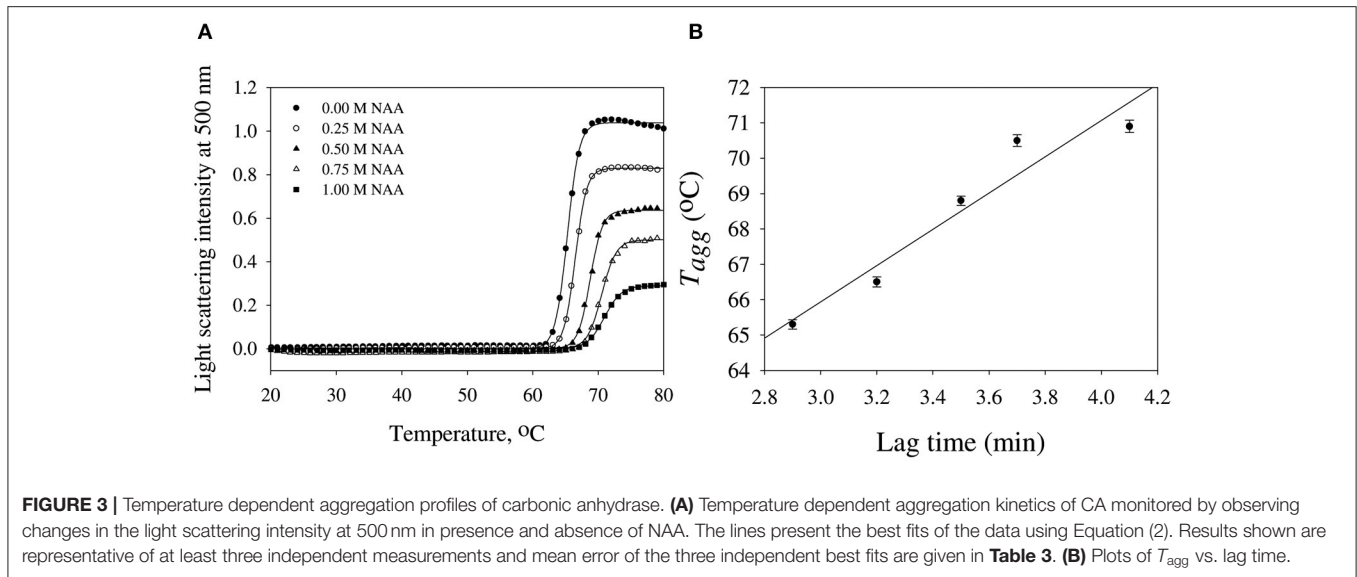 A
Light scattering intensity at 500 nm
1.2
1.0
0.8
0.6
0.4
0.2
0.0
0.00 M NAA
0.25 M NAA
0.50 M NAA
0.75 M NAA
1.00 M NAA
20 30 40 50 60 70 80
Temperature, ºC
B
Tagg (ºC)
72
71
70
69
68
67
66
65
64
2.8 3.0 3.2 3.4 3.6 3.8 4.0 4.2
Lag time (min)
FIGURE 3 | Temperature dependent aggregation profiles of carbonic anhydrase. (A) Temperature dependent aggregation kinetics of CA monitored by observing
changes in the light scattering intensity at 500 nm in presence and absence of NAA. The lines present the best fits of the data using Equation (2). Results shown are
representative of at least three independent measurements and mean error of the three independent best fits are given in Table 3. (B) Plots of Tagg vs. lag time.